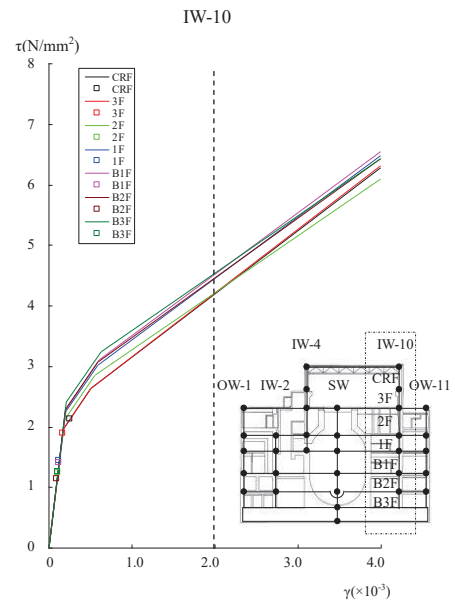 IW-10
τ(N/mm²)
8
7
6
5
4
3
2
1
0
CRF
CRF
3F
3F
2F
2F
1F
1F
B1F
B1F
B2F
B2F
B3F
B3F
IW-4 IW-10
OW-1 IW-2 SW OW-11
CRF
3F
2F
1F
B1F
B2F
B3F
0 1.0 2.0 3.0 4.0
γ(×10⁻³)